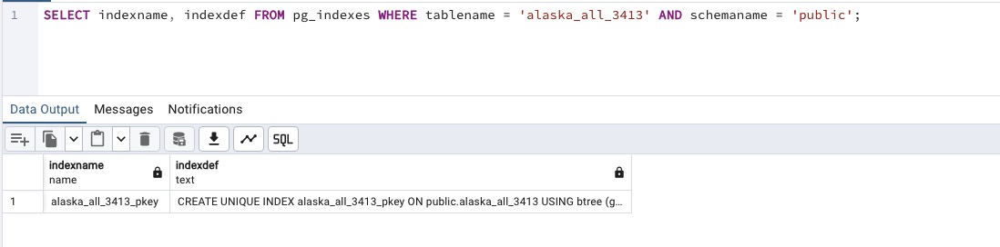 1 SELECT indexname, indexdef FROM pg_indexes WHERE tablename = 'alaska_all_3413' AND schemaname = 'public';
Data Output Messages Notifications
SQL
indexname indexdef
name text
1 alaska_all_3413_pkey CREATE UNIQUE INDEX alaska_all_3413_pkey ON public.alaska_all_3413 USING btree (g...